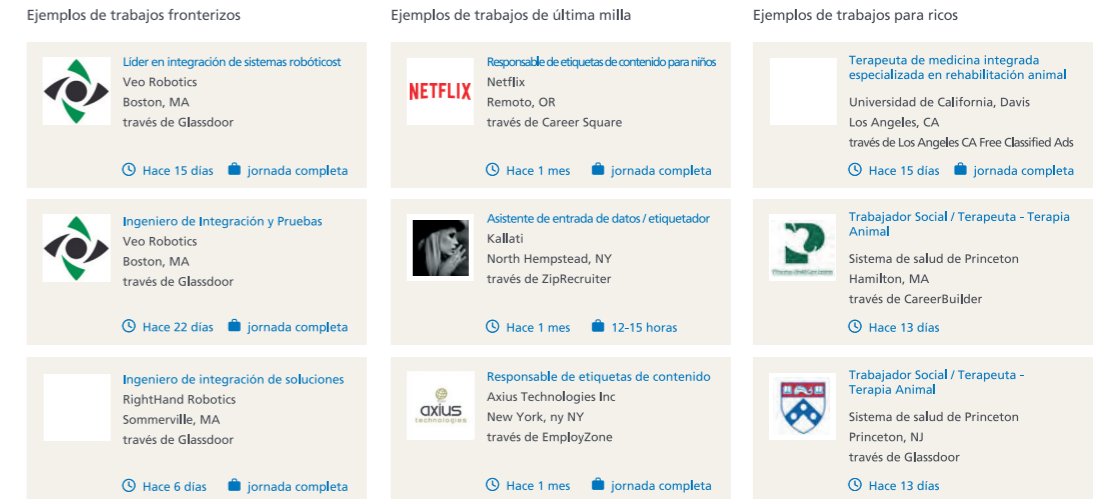 Ejemplos de trabajos fronterizos
Líder en integración de sistemas robóticost
Veo Robotics
Boston, MA
través de Glassdoor
Hace 15 días jornada completa
Ingeniero de Integración y Pruebas
Veo Robotics
Boston, MA
través de Glassdoor
Hace 22 días jornada completa
Ingeniero de integración de soluciones
RightHand Robotics
Sommerville, MA
través de Glassdoor
Hace 6 días jornada completa
Ejemplos de trabajos de última milla
NETFLIX
Responsable de etiquetas de contenido para niños
Netflix
Remoto, OR
través de Career Square
Hace 1 mes jornada completa
Asistente de entrada de datos / etiquetador
Kallati
North Hempstead, NY
través de ZipRecruiter
Hace 1 mes 12-15 horas
axius
technologies
Responsable de etiquetas de contenido
Axius Technologies Inc
New York, ny NY
través de EmployZone
Hace 1 mes jornada completa
Ejemplos de trabajos para ricos
Terapeuta de medicina integrada
especializada en rehabilitación animal
Universidad de California, Davis
Los Angeles, CA
través de Los Angeles CA Free Classified Ads
Hace 15 días jornada completa
Trabajador Social / Terapeuta - Terapia
Animal
Sistema de salud de Princeton
Hamilton, MA
través de CareerBuilder
Hace 13 días
Trabajador Social / Terapeuta -
Terapia Animal
Sistema de salud de Princeton
Princeton, NJ
través de Glassdoor
Hace 13 días